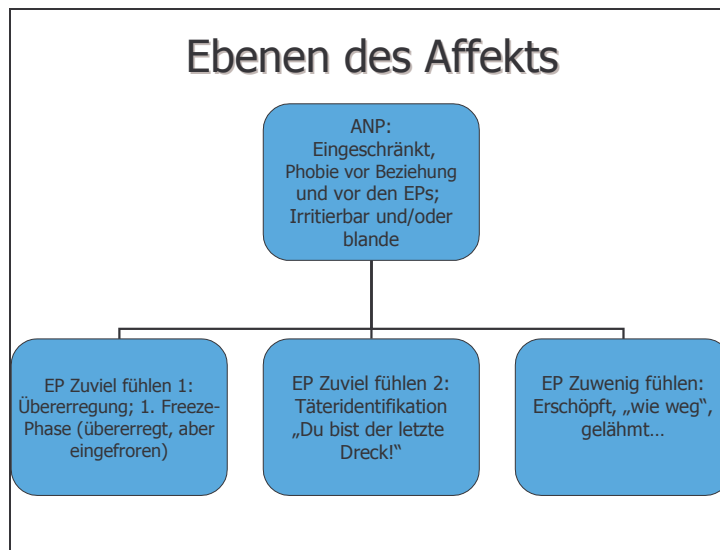 Ebenen des Affekts
ANP:
Eingeschränkt,
Phobie vor Beziehung
und vor den EPs;
Irritierbar und/oder
blande
EP Zuviel fühlen 1:
Übererregung; 1. Freeze-
Phase (übererregt, aber
eingefroren)
EP Zuviel fühlen 2:
Täteridentifikation
„Du bist der letzte
Dreck!“
EP Zuwenig fühlen:
Erschöpft, „wie weg“,
gelähmt…